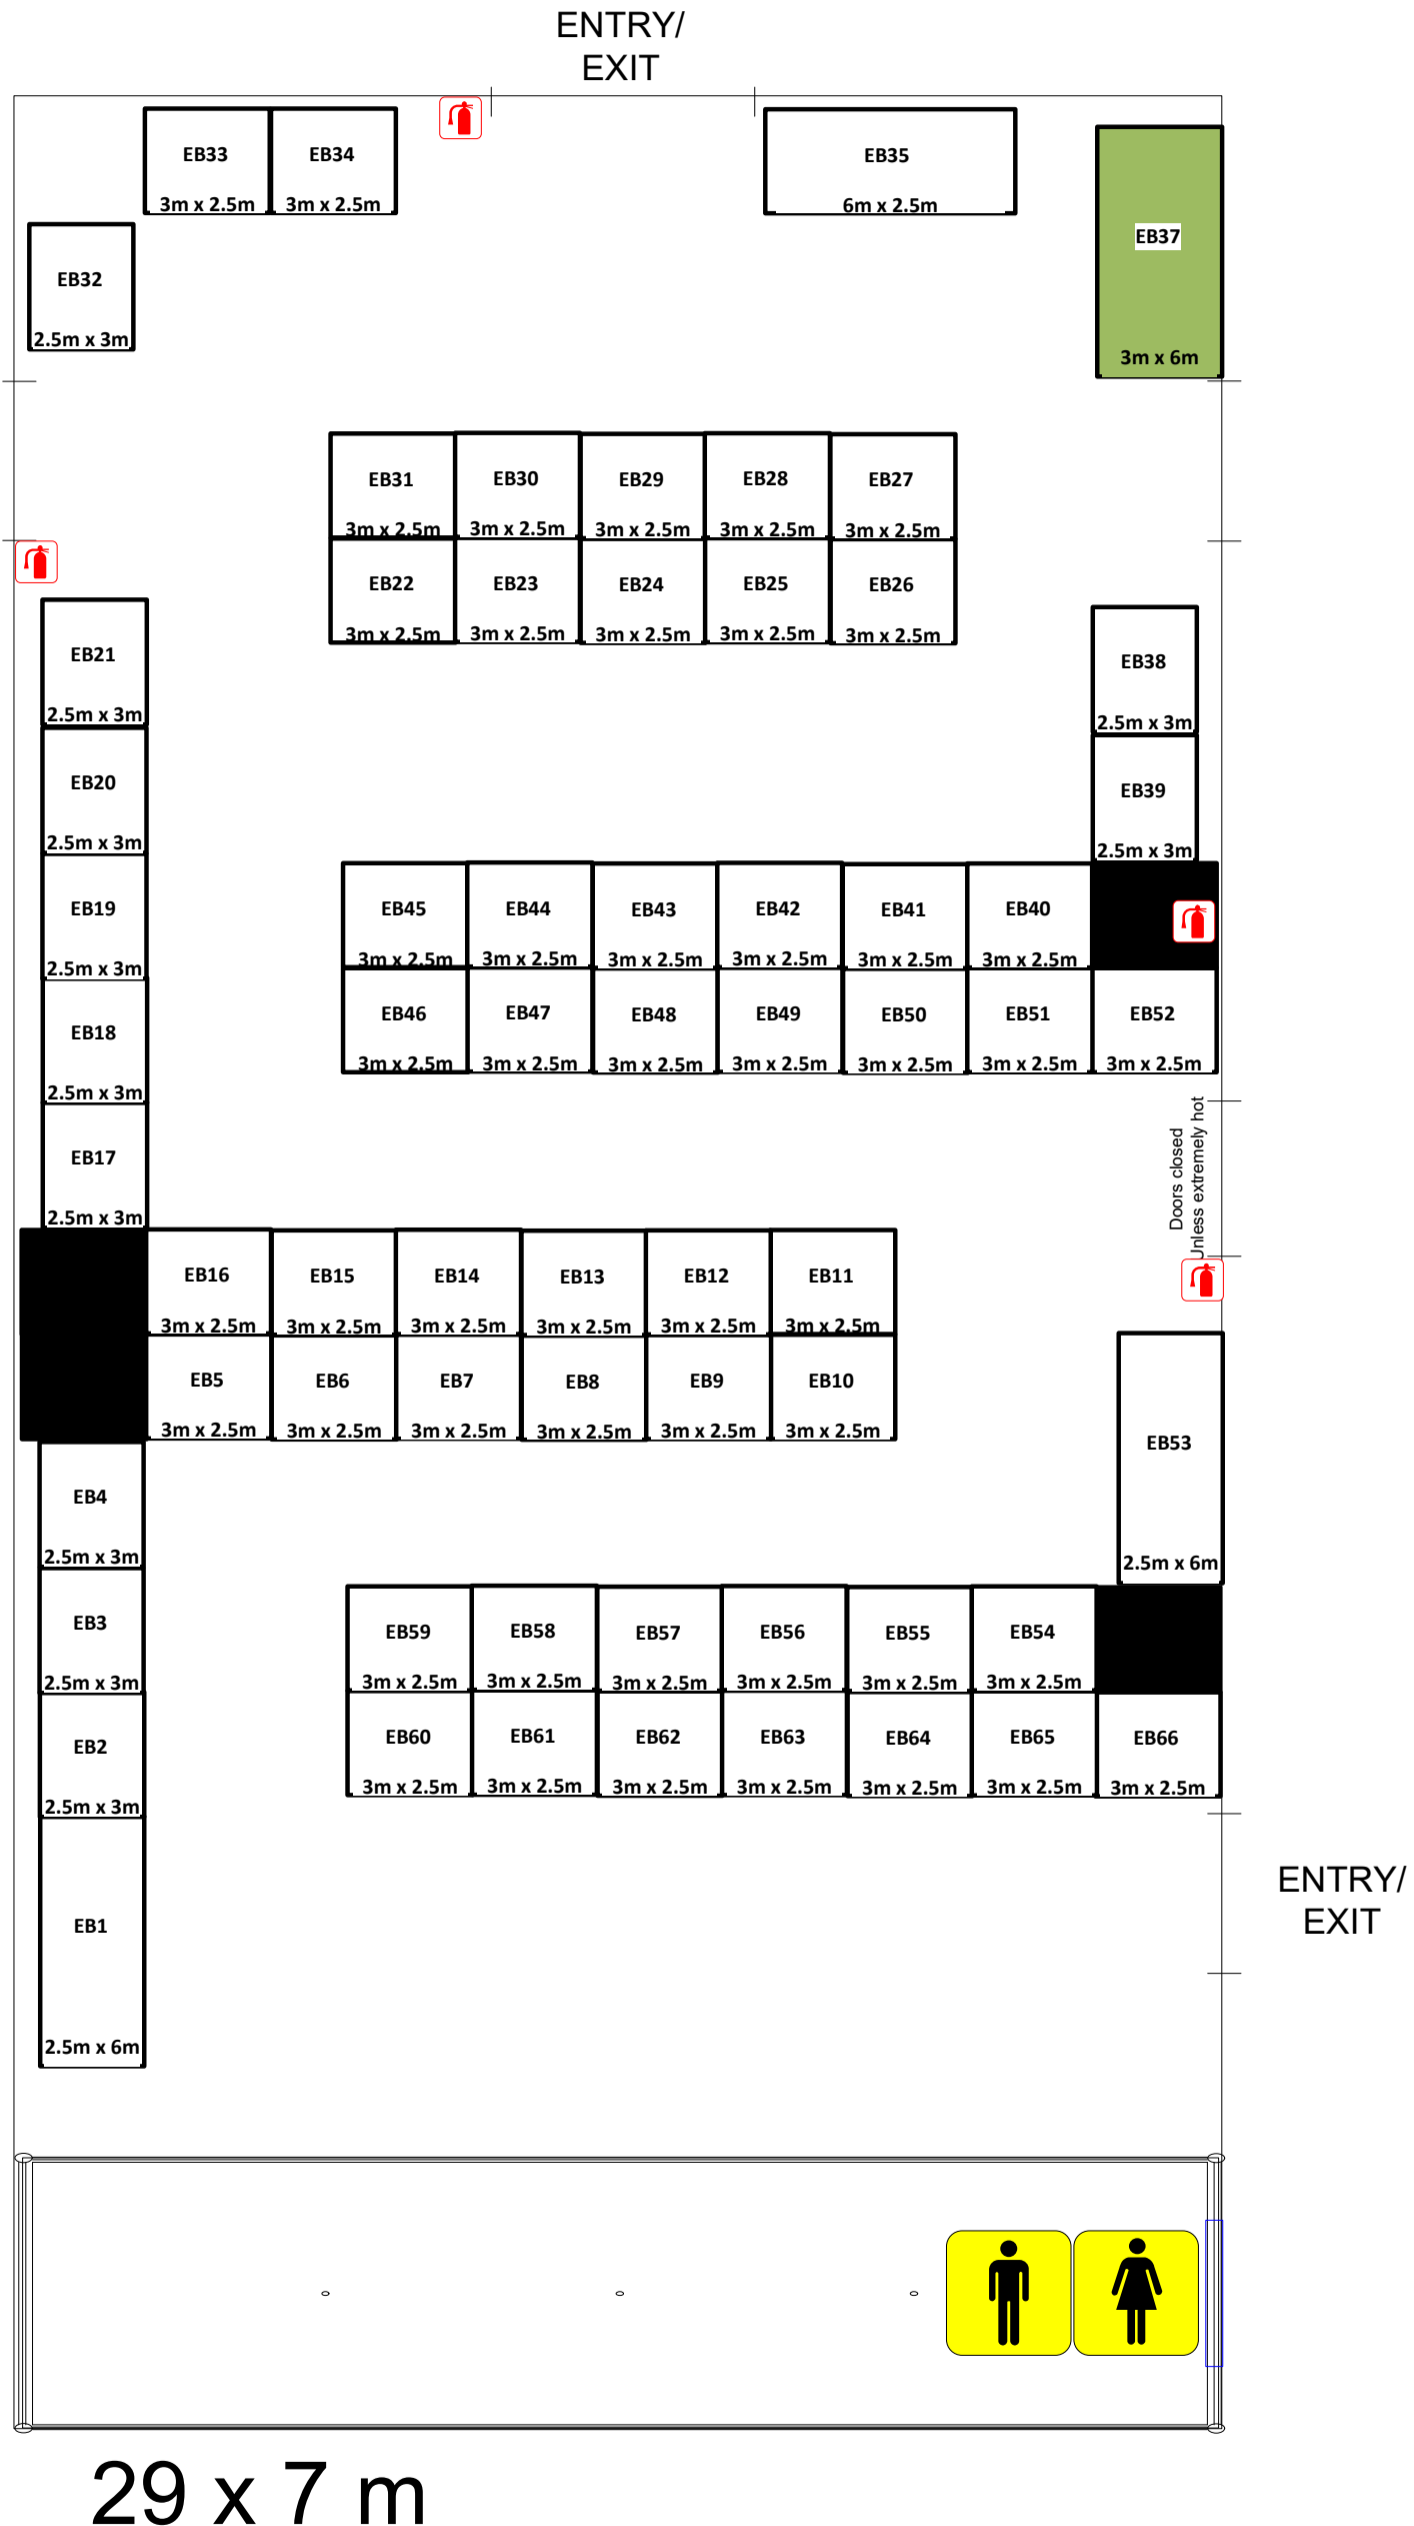 ENTRY/
EXIT
EB33
3m x 2.5m
EB34
3m x 2.5m
EB35
6m x 2.5m
EB37
3m x 6m
EB32
2.5m x 3m
EB31
3m x 2.5m
EB30
3m x 2.5m
EB29
3m x 2.5m
EB28
3m x 2.5m
EB27
3m x 2.5m
EB22
3m x 2.5m
EB23
3m x 2.5m
EB24
3m x 2.5m
EB25
3m x 2.5m
EB26
3m x 2.5m
EB21
2.5m x 3m
EB20
2.5m x 3m
EB19
2.5m x 3m
EB18
2.5m x 3m
EB17
2.5m x 3m
EB38
2.5m x 3m
EB39
2.5m x 3m
EB45
3m x 2.5m
EB44
3m x 2.5m
EB43
3m x 2.5m
EB42
3m x 2.5m
EB41
3m x 2.5m
EB40
3m x 2.5m
EB46
3m x 2.5m
EB47
3m x 2.5m
EB48
3m x 2.5m
EB49
3m x 2.5m
EB50
3m x 2.5m
EB51
3m x 2.5m
EB52
3m x 2.5m
Doors closed
Unless extremely hot
EB16
3m x 2.5m
EB15
3m x 2.5m
EB14
3m x 2.5m
EB13
3m x 2.5m
EB12
3m x 2.5m
EB11
3m x 2.5m
EB5
3m x 2.5m
EB6
3m x 2.5m
EB7
3m x 2.5m
EB8
3m x 2.5m
EB9
3m x 2.5m
EB10
3m x 2.5m
EB53
2.5m x 6m
EB4
2.5m x 3m
EB3
2.5m x 3m
EB2
2.5m x 3m
EB1
2.5m x 6m
EB59
3m x 2.5m
EB58
3m x 2.5m
EB57
3m x 2.5m
EB56
3m x 2.5m
EB55
3m x 2.5m
EB54
3m x 2.5m
EB60
3m x 2.5m
EB61
3m x 2.5m
EB62
3m x 2.5m
EB63
3m x 2.5m
EB64
3m x 2.5m
EB65
3m x 2.5m
EB66
3m x 2.5m
ENTRY/
EXIT
29 x 7 m